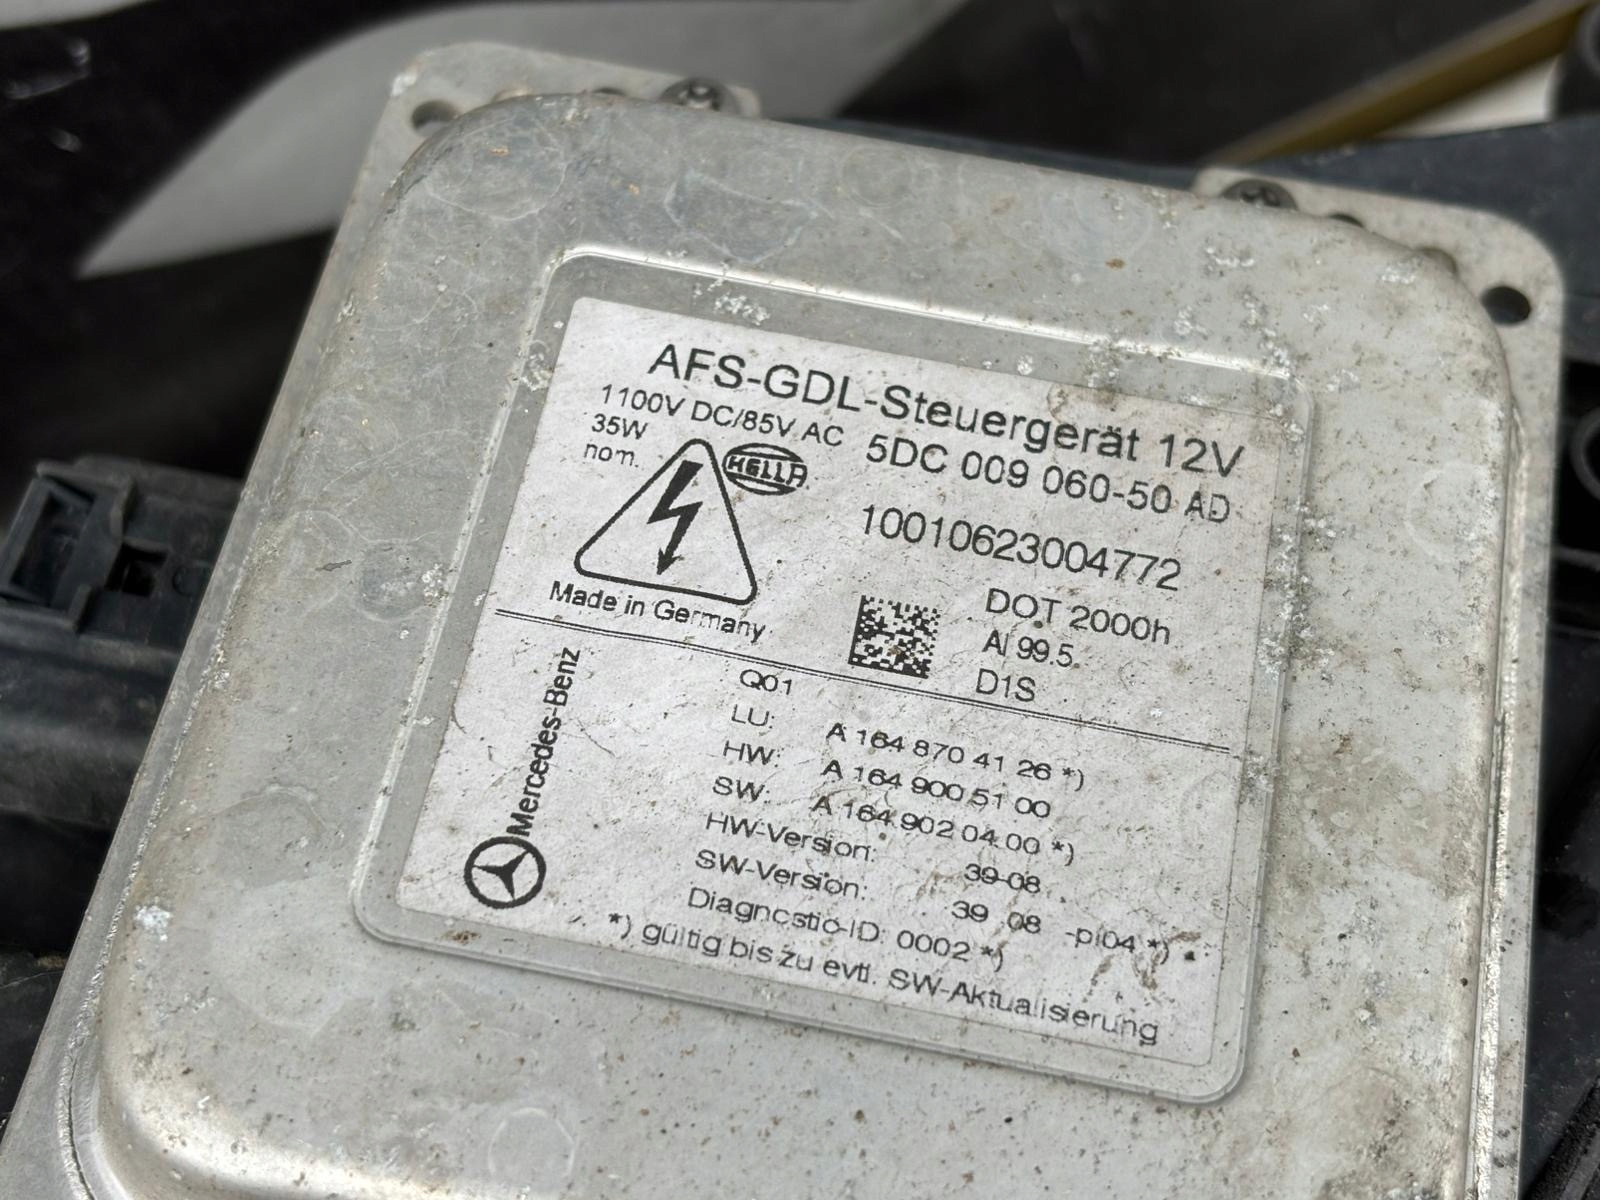 AFS-GDL-Steuergerät 12V
1100V DC/85V AC 5DC 009 060-50 AD
35W
nom.
HELLA
10010623004772
DOT 2000h
Al 99.5
D1S
Made in Germany
Mercedes-Benz
Q01
LU: A 164 870 41 26 *)
HW: A 164 900 51 00
SW: A 164 902 04 00 *)
HW-Version: 39-08
SW-Version: 39 08 -pl04 *)
Diagnostic-ID: 0002 *)
*) gültig bis zu evtl. SW-Aktualisierung